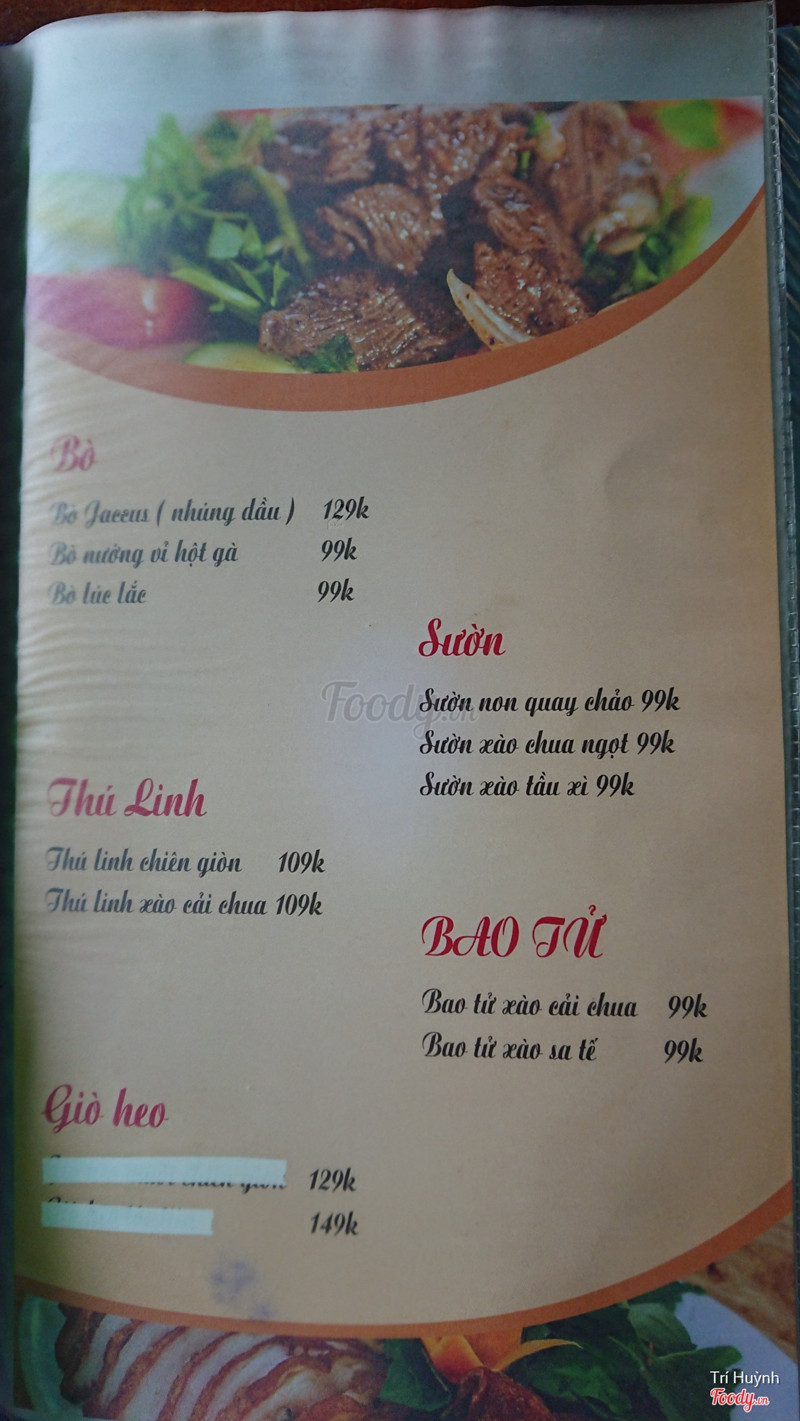 Bò
Bò Jaccus ( nhúng dầu ) 129k
Bò nướng vỉ hột gà 99k
Bò lúc lắc 99k
Sườn
Sườn non quay chảo 99k
Sườn xào chua ngọt 99k
Sườn xào tầu xì 99k
Foody.vn
Thú Linh
Thú linh chiên giòn 109k
Thú linh xào cải chua 109k
BAO TỬ
Bao tử xào cải chua 99k
Bao tử xào sa tế 99k
Giò heo
129k
149k
Trí Huỳnh
Foody.vn